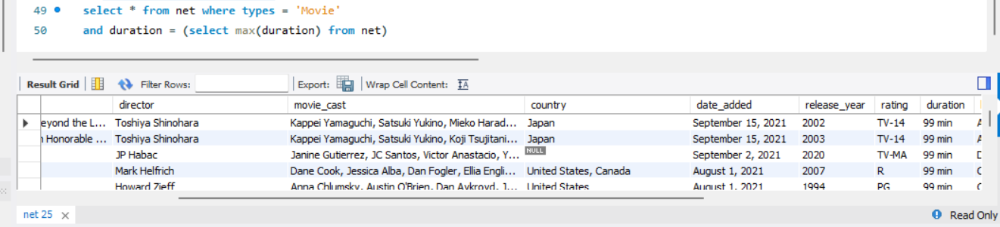 49 select * from net where types = 'Movie'
50 and duration = (select max(duration) from net)
Result Grid Filter Rows: Export: Wrap Cell Content:
director movie_cast country date_added release_year rating duration
eyond the L... Toshiya Shinohara Kappei Yamaguchi, Satsuki Yukino, Mieko Harad... Japan September 15, 2021 2002 TV-14 99 min
Honorable ... Toshiya Shinohara Kappei Yamaguchi, Satsuki Yukino, Koji Tsujitani... Japan September 15, 2021 2003 TV-14 99 min
JP Habac Janine Gutierrez, JC Santos, Victor Anastacio, Y... NULL September 2, 2021 2020 TV-MA 99 min
Mark Helfrich Dane Cook, Jessica Alba, Dan Fogler, Ellia Engli... United States, Canada August 1, 2021 2007 R 99 min
Howard Zieff Anna Chlumsky, Austin O'Brien, Dan Aykroyd, J... United States August 1, 2021 1994 PG 99 min
net 25 Read Only